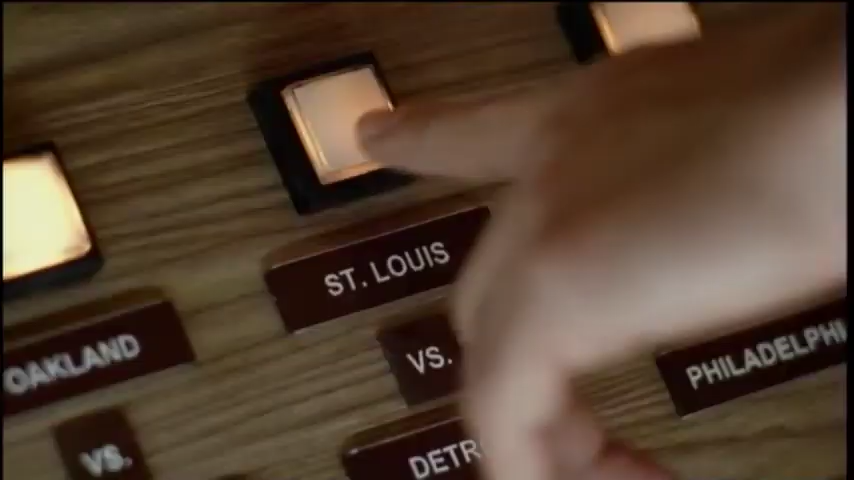 ST. LOUIS
OAKLAND
VS.
PHILADELPHI
VS.
DETR